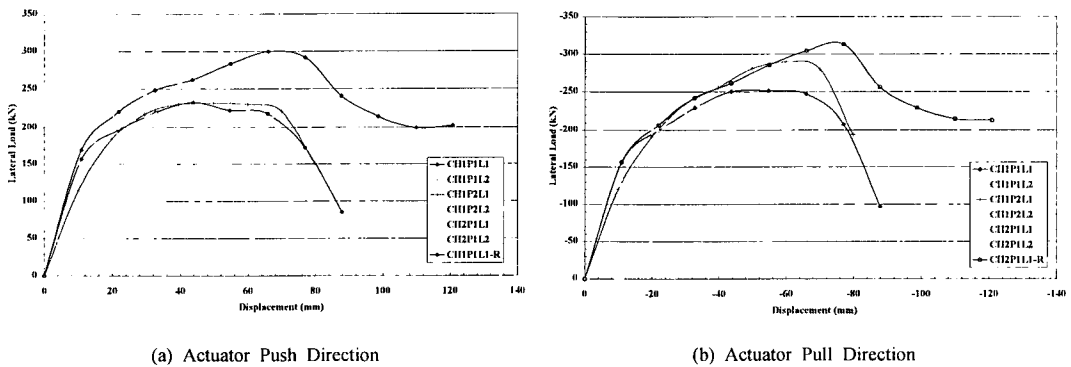 350
300
250
200
150
100
50
0
Lateral Load (kN)
0 20 40 60 80 100 120 140
Displacement (mm)
CH1P1L1
CH1P1L2
CH1P2L1
CH1P2L2
CH2P1L1
CH2P1L2
CH1P1L1-R
(a) Actuator Push Direction
-350
-300
-250
-200
-150
-100
-50
0
Lateral Load (kN)
0 -20 -40 -60 -80 -100 -120 -140
Displacement (mm)
CH1P1L1
CH1P1L2
CH1P2L1
CH1P2L2
CH2P1L1
CH2P1L2
CH2P1L1-R
(b) Actuator Pull Direction